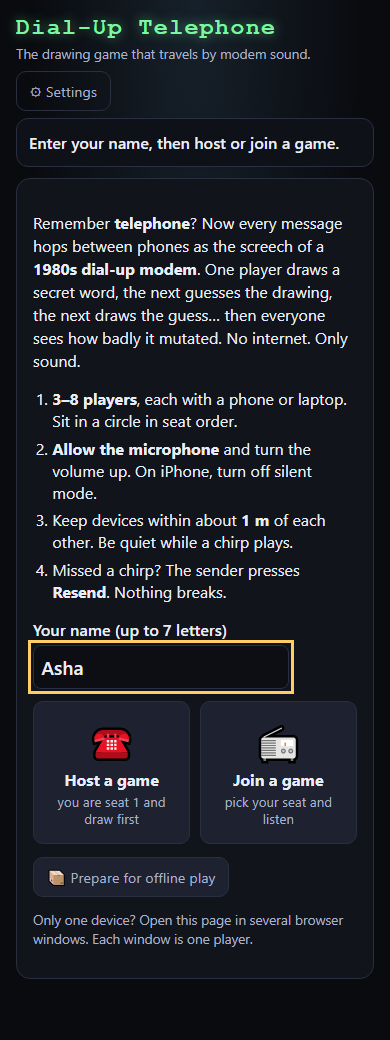 Dial-Up Telephone
The drawing game that travels by modem sound.
⚙ Settings
Enter your name, then host or join a game.
Remember telephone? Now every message
hops between phones as the screech of a
1980s dial-up modem. One player draws a
secret word, the next guesses the drawing,
the next draws the guess... then everyone
sees how badly it mutated. No internet. Only
sound.
1. 3–8 players, each with a phone or laptop.
Sit in a circle in seat order.
2. Allow the microphone and turn the
volume up. On iPhone, turn off silent
mode.
3. Keep devices within about 1 m of each
other. Be quiet while a chirp plays.
4. Missed a chirp? The sender presses
Resend. Nothing breaks.
Your name (up to 7 letters)
Asha
Host a game
you are seat 1 and
draw first
Join a game
pick your seat and
listen
Prepare for offline play
Only one device? Open this page in several browser
windows. Each window is one player.